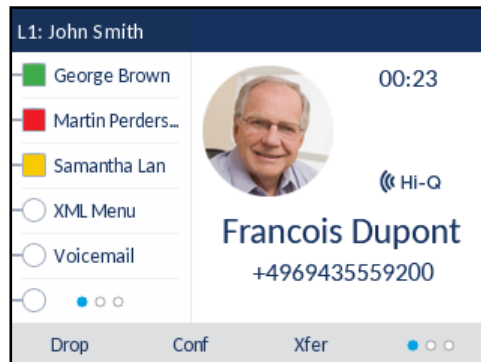 L1: John Smith
George Brown
Martin Perders...
Samantha Lan
XML Menu
Voicemail
00:23
Hi-Q
Francois Dupont
+4969435559200
Drop Conf Xfer